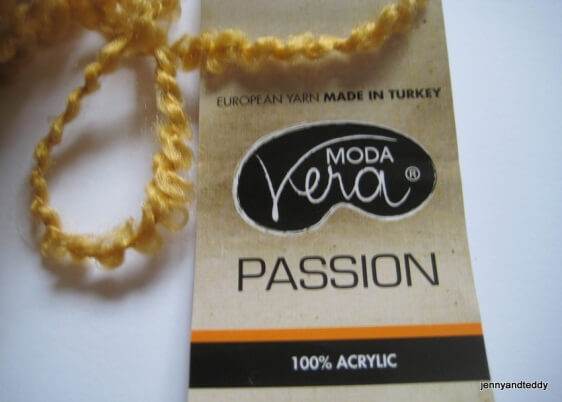 EUROPEAN YARN MADE IN TURKEY
MODA
Vera®
PASSION
100% ACRYLIC
jennyandteddy